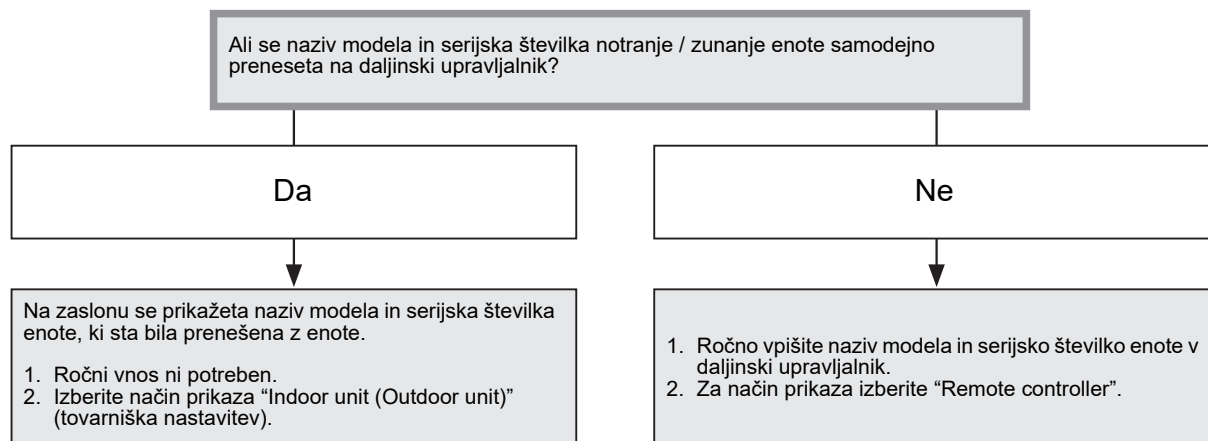 Ali se naziv modela in serijska številka notranje / zunanje enote samodejno
preneseta na daljinski upravljalnik?
Da
Ne
Na zaslonu se prikažeta naziv modela in serijska številka
enote, ki sta bila prenešena z enote.
1. Ročni vnos ni potreben.
2. Izberite način prikaza “Indoor unit (Outdoor unit)”
(tovarniška nastavitev).
1. Ročno vpišite naziv modela in serijsko številko enote v
daljinski upravljalnik.
2. Za način prikaza izberite “Remote controller”.